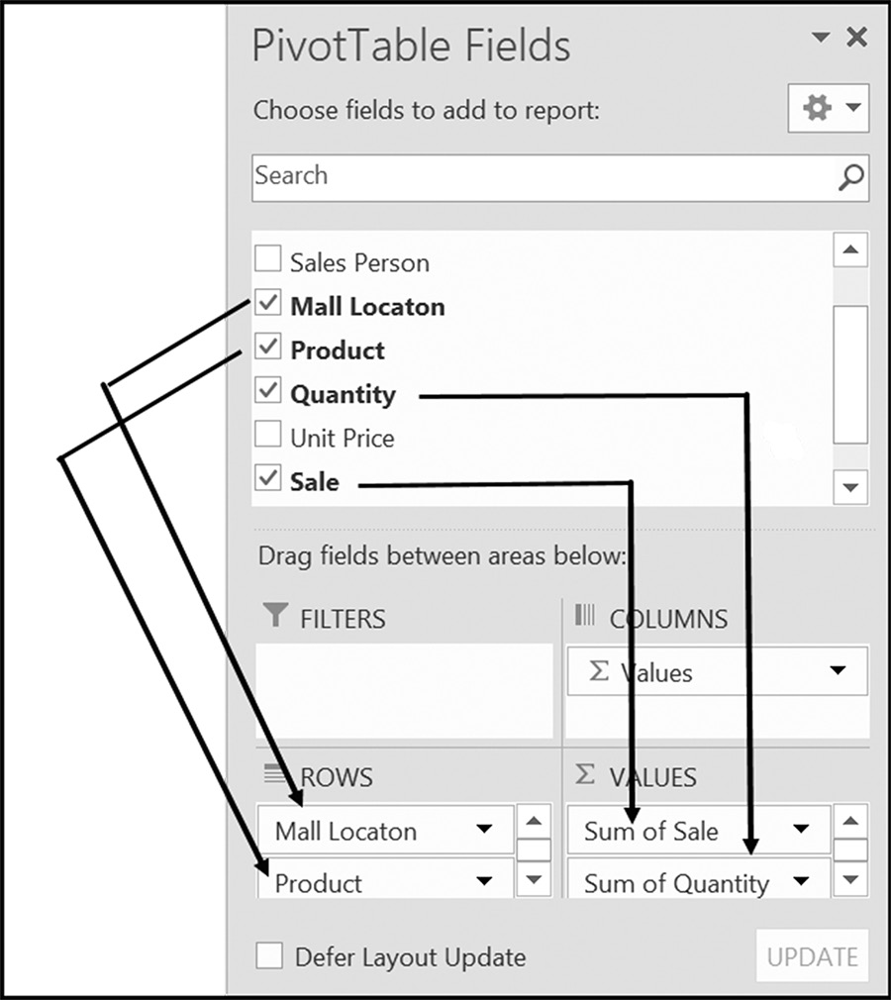 PivotTable Fields
Choose fields to add to report:
Search
Sales Person
Mall Locaton
Product
Quantity
Unit Price
Sale
Drag fields between areas below:
FILTERS
COLUMNS
Σ Values
ROWS
Σ VALUES
Mall Locaton
Sum of Sale
Product
Sum of Quantity
Defer Layout Update
UPDATE